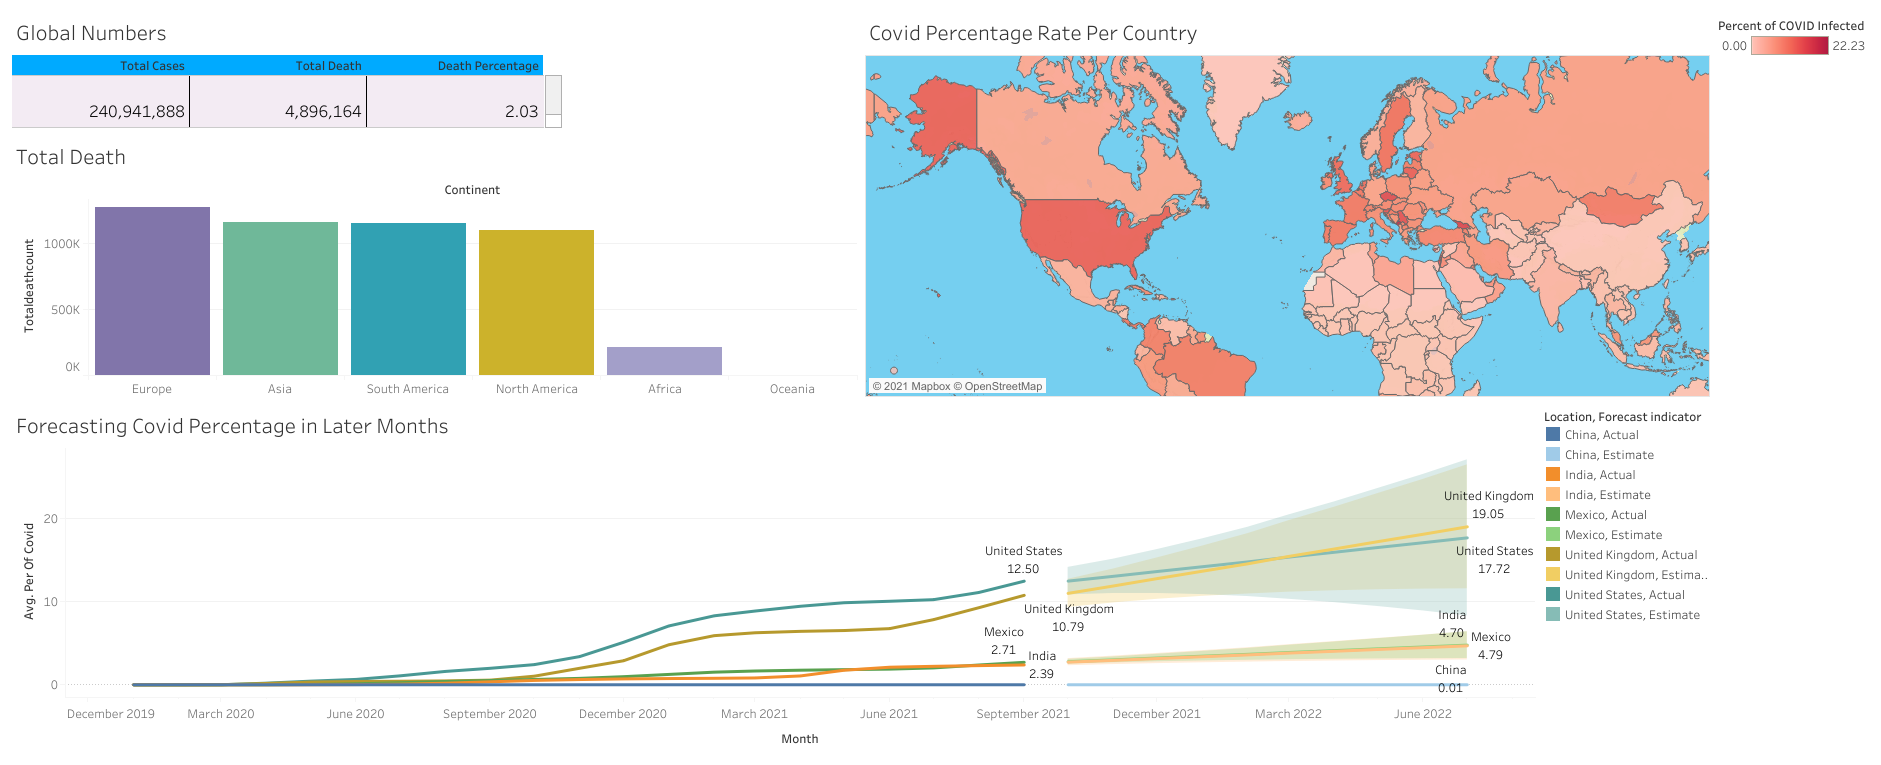 Global Numbers
Total Cases Total Death Death Percentage
240,941,888 4,896,164 2.03
Total Death
Continent
Totaldeathcount
1000K
500K
0K
Europe Asia South America North America Africa Oceania
Covid Percentage Rate Per Country
© 2021 Mapbox © OpenStreetMap
Percent of COVID Infected
0.00 22.23
Forecasting Covid Percentage in Later Months
Avg. Per Of Covid
20
10
0
United States
12.50
United Kingdom
10.79
Mexico
2.71
India
2.39
United Kingdom
19.05
United States
17.72
India
4.70
Mexico
4.79
China
0.01
December 2019 March 2020 June 2020 September 2020 December 2020 March 2021 June 2021 September 2021 December 2021 March 2022 June 2022
Month
Location, Forecast indicator
China, Actual
China, Estimate
India, Actual
India, Estimate
Mexico, Actual
Mexico, Estimate
United Kingdom, Actual
United Kingdom, Estima..
United States, Actual
United States, Estimate